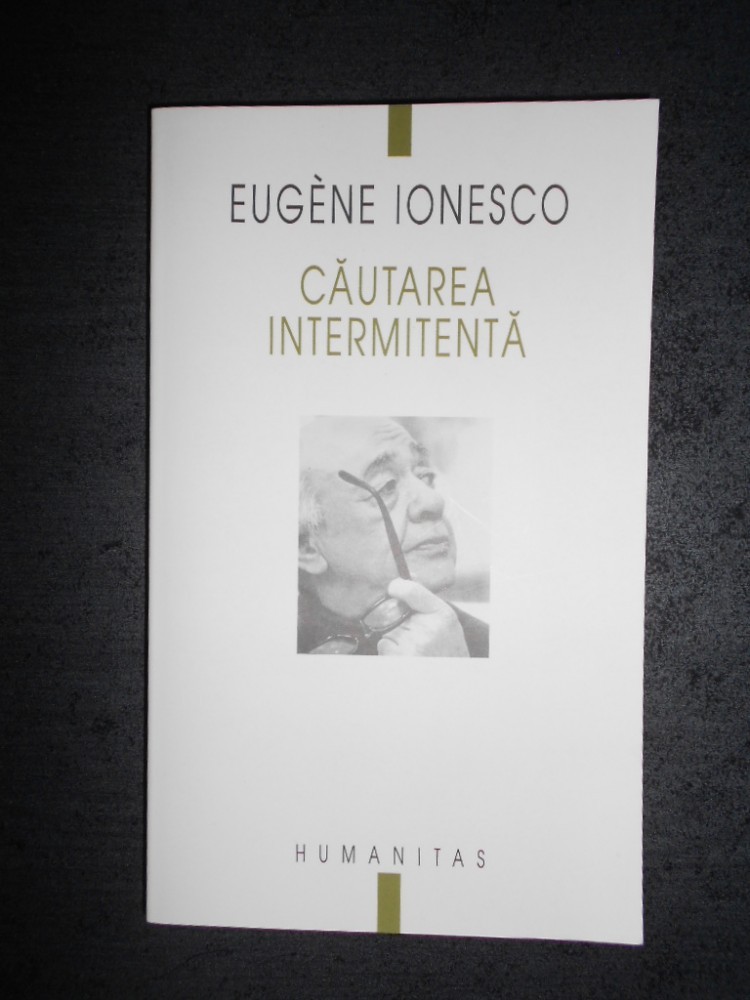 EUGÈNE IONESCO
CĂUTAREA
INTERMITENTĂ
HUMANITAS